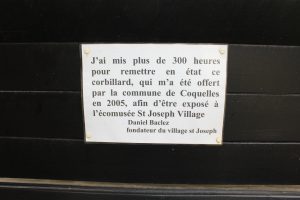 J'ai mis plus de 300 heures
pour remettre en état ce
corbillard, qui m'a été offert
par la commune de Coquelles
en 2005, afin d'être exposé à
l'écomusée St Joseph Village
Daniel Baclez
fondateur du village st Joseph